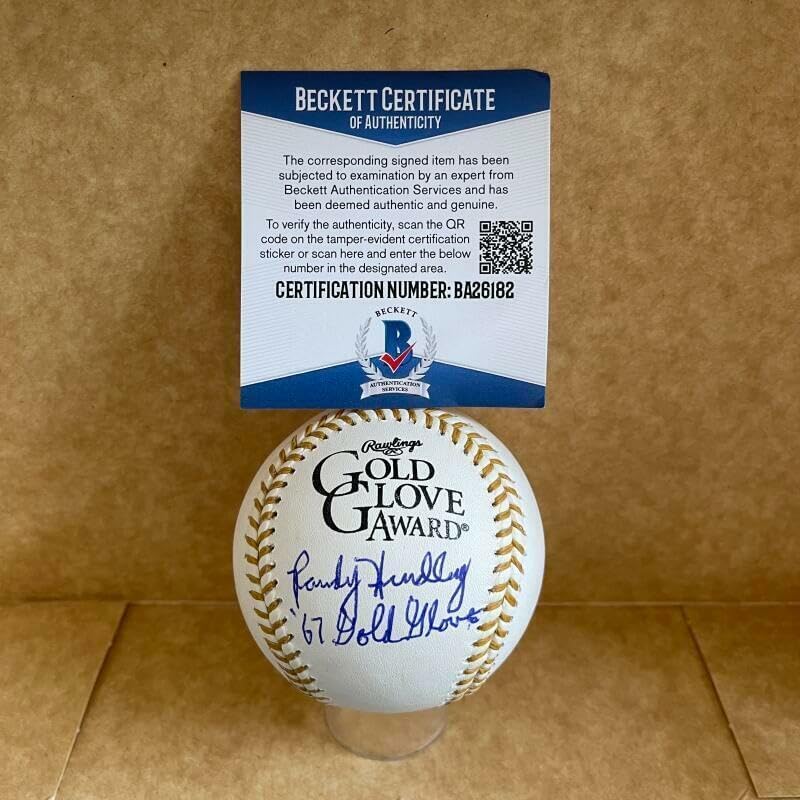 BECKETT CERTIFICATE
OF AUTHENTICITY
The corresponding signed item has been
subjected to examination by an expert from
Beckett Authentication Services and has
been deemed authentic and genuine.
To verify the authenticity, scan the QR
code on the tamper-evident certification
sticker or scan here and enter the below
number in the designated area.
CERTIFICATION NUMBER: BA26182
BECKETT
B
AUTHENTICATION
SERVICES
Rawlings
GOLD
GLOVE
AWARD®
Randy Hundley
'67 Gold Glove